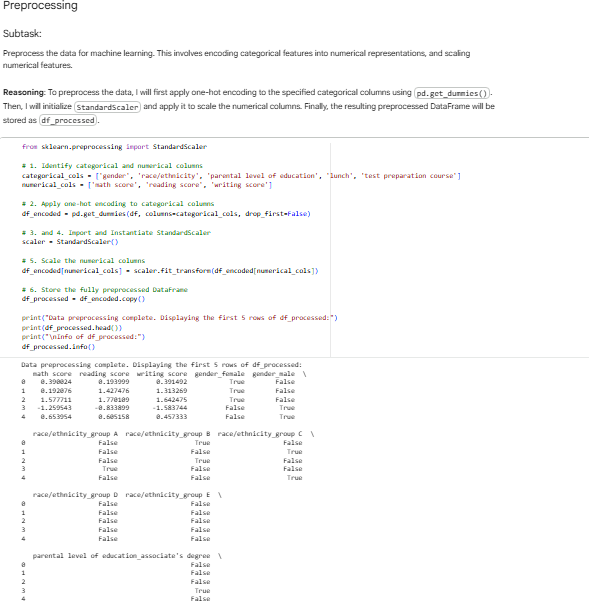 Preprocessing
Subtask:
Preprocess the data for machine learning. This involves encoding categorical features into numerical representations, and scaling
numerical features.
Reasoning: To preprocess the data, I will first apply one-hot encoding to the specified categorical columns using pd.get_dummies().
Then, I will initialize StandardScaler and apply it to scale the numerical columns. Finally, the resulting preprocessed DataFrame will be
stored as df_processed.
from sklearn.preprocessing import StandardScaler
# 1. Identify categorical and numerical columns
categorical_cols = ['gender', 'race/ethnicity', 'parental level of education', 'lunch', 'test preparation course']
numerical_cols = ['math score', 'reading score', 'writing score']
# 2. Apply one-hot encoding to categorical columns
df_encoded = pd.get_dummies(df, columns=categorical_cols, drop_first=False)
# 3. and 4. Import and Instantiate StandardScaler
scaler = StandardScaler()
# 5. Scale the numerical columns
df_encoded[numerical_cols] = scaler.fit_transform(df_encoded[numerical_cols])
# 6. Store the fully preprocessed DataFrame
df_processed = df_encoded.copy()
print("Data preprocessing complete. Displaying the first 5 rows of df_processed:")
print(df_processed.head())
print("\nInfo of df_processed:")
df_processed.info()
Data preprocessing complete. Displaying the first 5 rows of df_processed:
math score reading score writing score gender_female gender_male \
0 0.390024 0.193999 0.391492 True False
1 0.192076 1.427476 1.313269 True False
2 1.577711 1.770109 1.642475 True False
3 -1.259543 -0.833899 -1.583744 False True
4 0.653954 0.605158 0.457333 False True
race/ethnicity_group A race/ethnicity_group B race/ethnicity_group C \
0 False True False
1 False False True
2 False True False
3 True False False
4 False False True
race/ethnicity_group D race/ethnicity_group E \
0 False False
1 False False
2 False False
3 False False
4 False False
parental level of education_associate's degree \
0 False
1 False
2 False
3 True
4 False